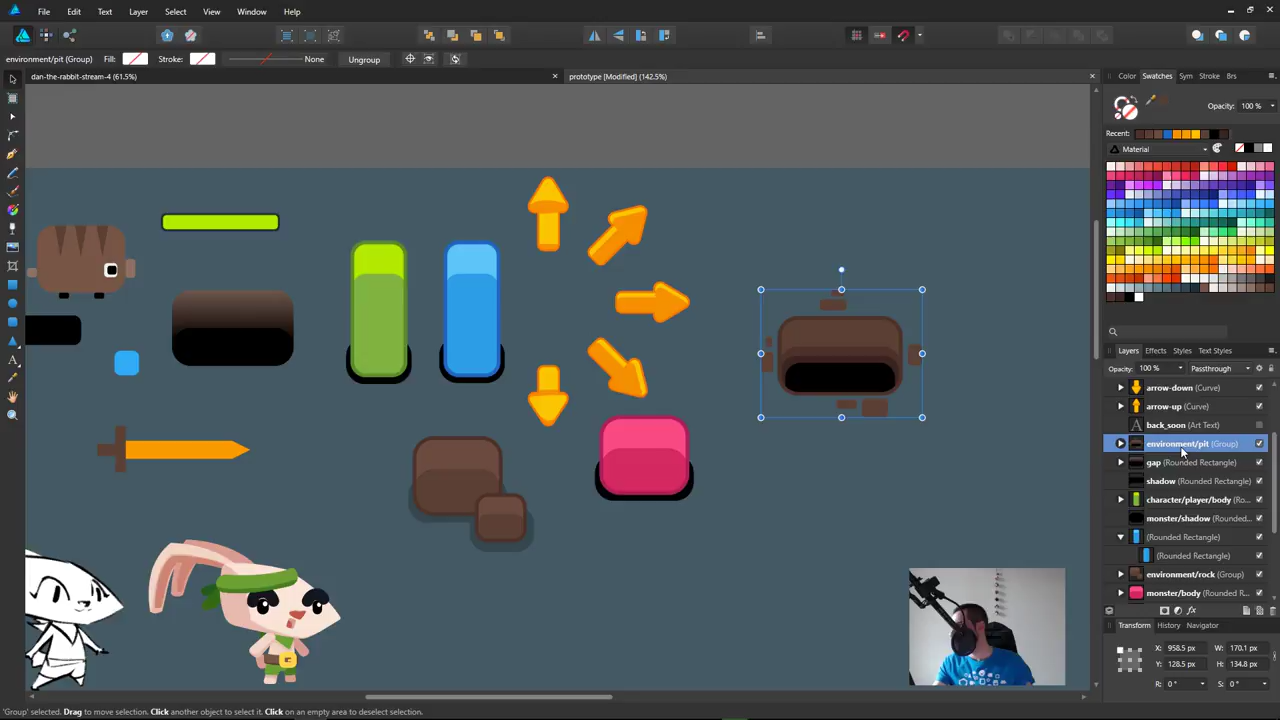 File Edit Text Layer Select View Window Help
environment/pit (Group) Fill: Stroke: None Ungroup
dan-the-rabbit-stream-4 (61.5%) × prototype [Modified] (142.5%) ×
Color Swatches Sym Stroke Brs
Opacity: 100 %
Recent:
Material
Layers Effects Styles Text Styles
Opacity: 100 % Passthrough
arrow-down (Curve)
arrow-up (Curve)
back_soon (Art Text)
environment/pit (Group)
gap (Rounded Rectangle)
shadow (Rounded Rectangle)
character/player/body (Ro...
monster/shadow (Rounded...
(Rounded Rectangle)
(Rounded Rectangle)
environment/rock (Group)
monster/body (Rounded R...
Transform History Navigator
X: 958.5 px W: 170.1 px
Y: 128.5 px H: 134.8 px
R: 0 ° S: 0 °
'Group' selected. Drag to move selection. Click another object to select it. Click on an empty area to deselect selection.